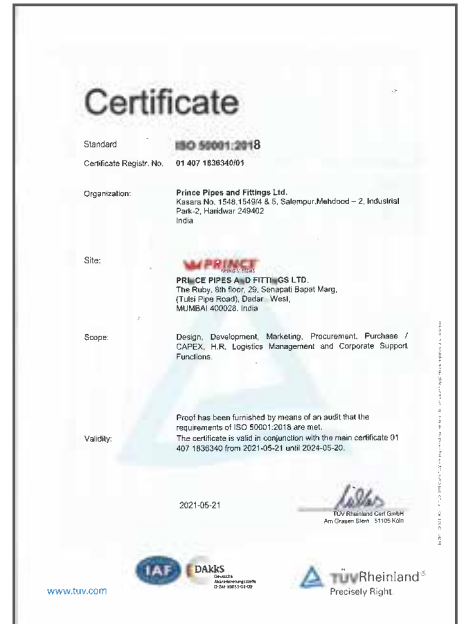 Certificate
Standard ISO 50001:2018
Certificate Registr. No. 01 407 1836340/01
Organization: Prince Pipes and Fittings Ltd.
Kasara No. 1548,1549/4 & 5, Salempur,Mehdood – 2, Industrial
Park-2, Haridwar 249402
India
Site: PRINCE
PRINCE PIPES AND FITTINGS LTD.
The Ruby, 8th floor, 29, Senapati Bapat Marg,
(Tulsi Pipe Road), Dadar West,
MUMBAI 400028. India
Scope: Design, Development, Marketing, Procurement, Purchase /
CAPEX, H.R, Logistics Management and Corporate Support
Functions.
Proof has been furnished by means of an audit that the
requirements of ISO 50001:2018 are met.
Validity: The certificate is valid in conjunction with the main certificate 01
407 1836340 from 2021-05-21 until 2024-05-20.
2021-05-21
TÜV Rheinland Cert GmbH
Am Grauen Stein 51105 Köln
IAF
DAkkS
Deutsche
Akkreditierungsstelle
www.tuv.com
TÜVRheinland®
Precisely Right.